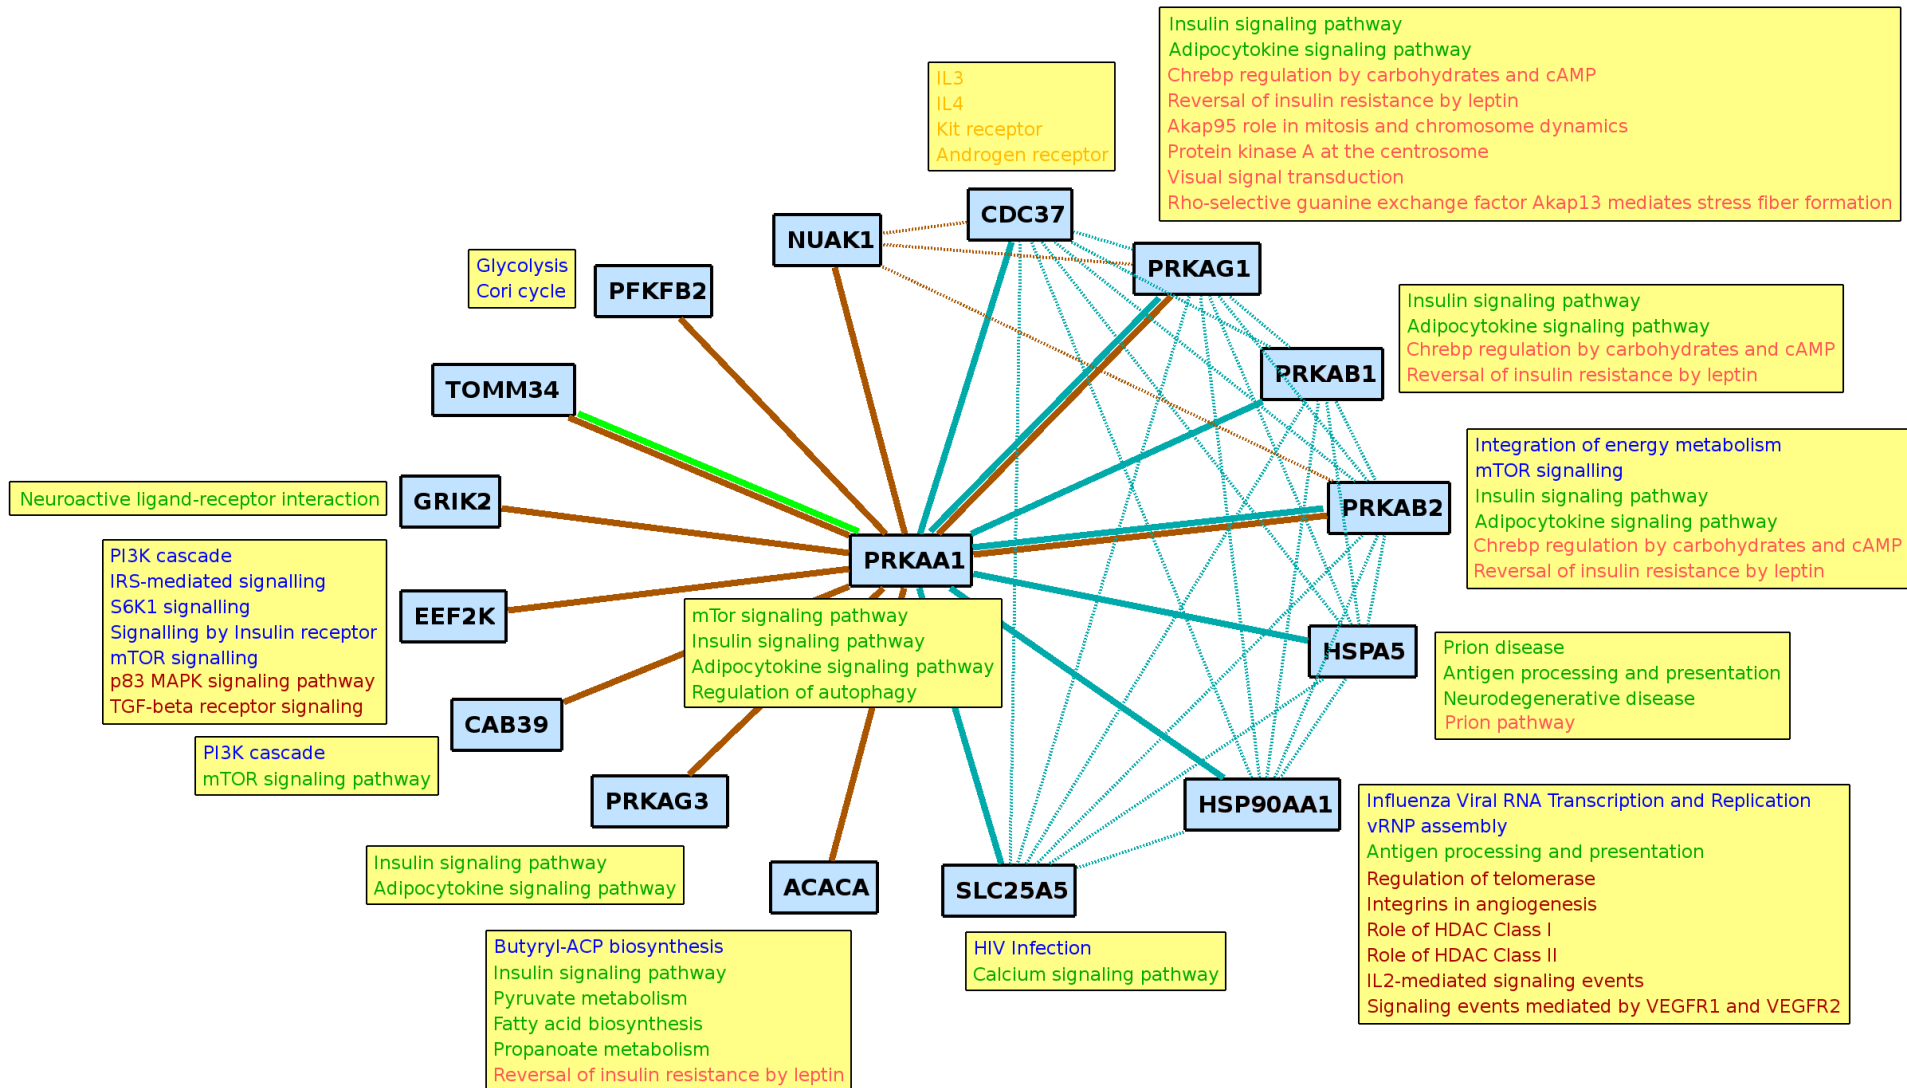 Insulin signaling pathway
Adipocytokine signaling pathway
Chrebp regulation by carbohydrates and cAMP
Reversal of insulin resistance by leptin
Akap95 role in mitosis and chromosome dynamics
Protein kinase A at the centrosome
Visual signal transduction
Rho-selective guanine exchange factor Akap13 mediates stress fiber formation
IL3
IL4
Kit receptor
Androgen receptor
CDC37
NUAK1
PRKAG1
Glycolysis
Cori cycle
PFKFB2
Insulin signaling pathway
Adipocytokine signaling pathway
Chrebp regulation by carbohydrates and cAMP
Reversal of insulin resistance by leptin
PRKAB1
TOMM34
Integration of energy metabolism
mTOR signalling
Insulin signaling pathway
Adipocytokine signaling pathway
Chrebp regulation by carbohydrates and cAMP
Reversal of insulin resistance by leptin
Neuroactive ligand-receptor interaction
GRIK2
PRKAB2
PRKAA1
PI3K cascade
IRS-mediated signalling
S6K1 signalling
Signalling by Insulin receptor
mTOR signalling
p83 MAPK signaling pathway
TGF-beta receptor signaling
EEF2K
mTor signaling pathway
Insulin signaling pathway
Adipocytokine signaling pathway
Regulation of autophagy
HSPA5
Prion disease
Antigen processing and presentation
Neurodegenerative disease
Prion pathway
CAB39
PI3K cascade
mTOR signaling pathway
PRKAG3
HSP90AA1
Influenza Viral RNA Transcription and Replication
vRNP assembly
Antigen processing and presentation
Regulation of telomerase
Integrins in angiogenesis
Role of HDAC Class I
Role of HDAC Class II
IL2-mediated signaling events
Signaling events mediated by VEGFR1 and VEGFR2
Insulin signaling pathway
Adipocytokine signaling pathway
ACACA
SLC25A5
Butyryl-ACP biosynthesis
Insulin signaling pathway
Pyruvate metabolism
Fatty acid biosynthesis
Propanoate metabolism
Reversal of insulin resistance by leptin
HIV Infection
Calcium signaling pathway